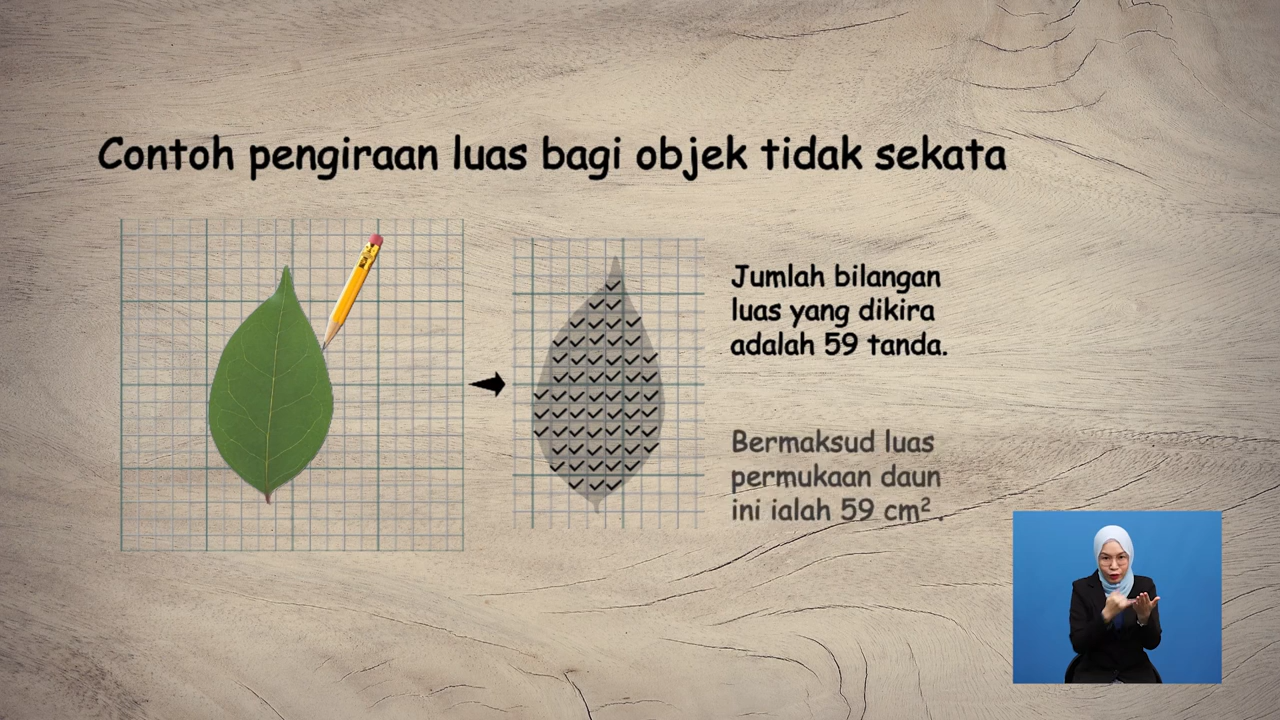 Contoh pengiraan luas bagi objek tidak sekata
Jumlah bilangan
luas yang dikira
adalah 59 tanda.
Bermaksud luas
permukaan daun
ini ialah 59 cm².